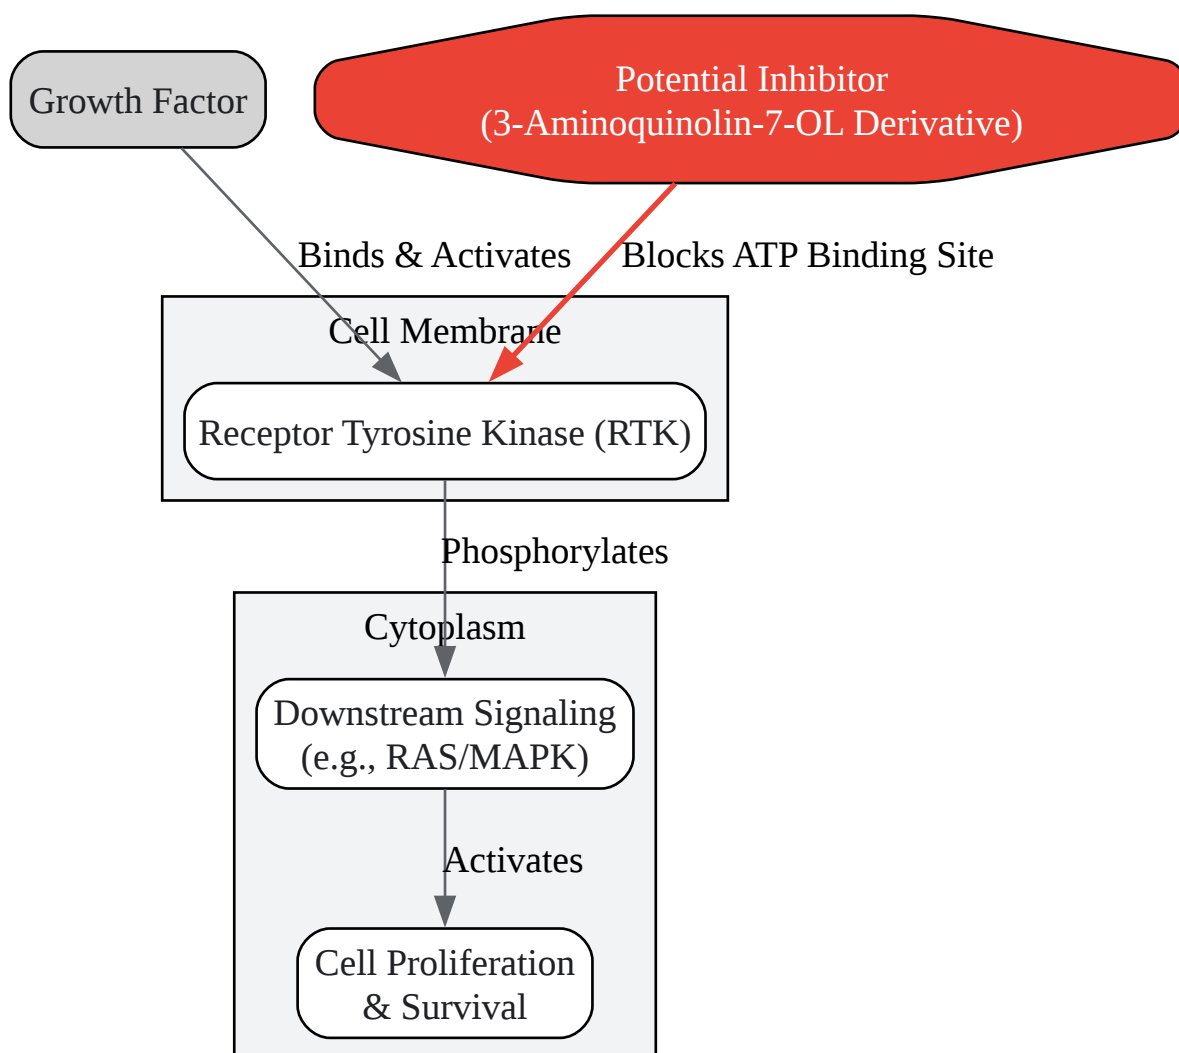 Growth Factor
Potential Inhibitor
(3-Aminoquinolin-7-OL Derivative)
Binds & Activates
Blocks ATP Binding Site
Cell Membrane
Receptor Tyrosine Kinase (RTK)
Phosphorylates
Cytoplasm
Downstream Signaling
(e.g., RAS/MAPK)
Activates
Cell Proliferation
& Survival